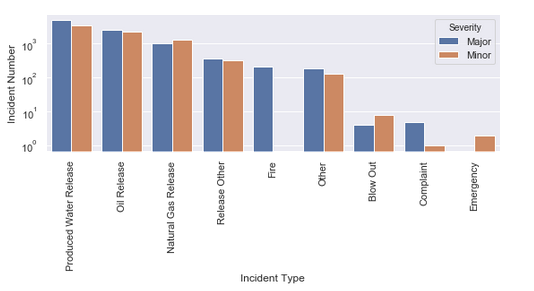 Severity
Major
Minor
Incident Number
10³
10²
10¹
10⁰
Produced Water Release
Oil Release
Natural Gas Release
Release Other
Fire
Other
Blow Out
Complaint
Emergency
Incident Type